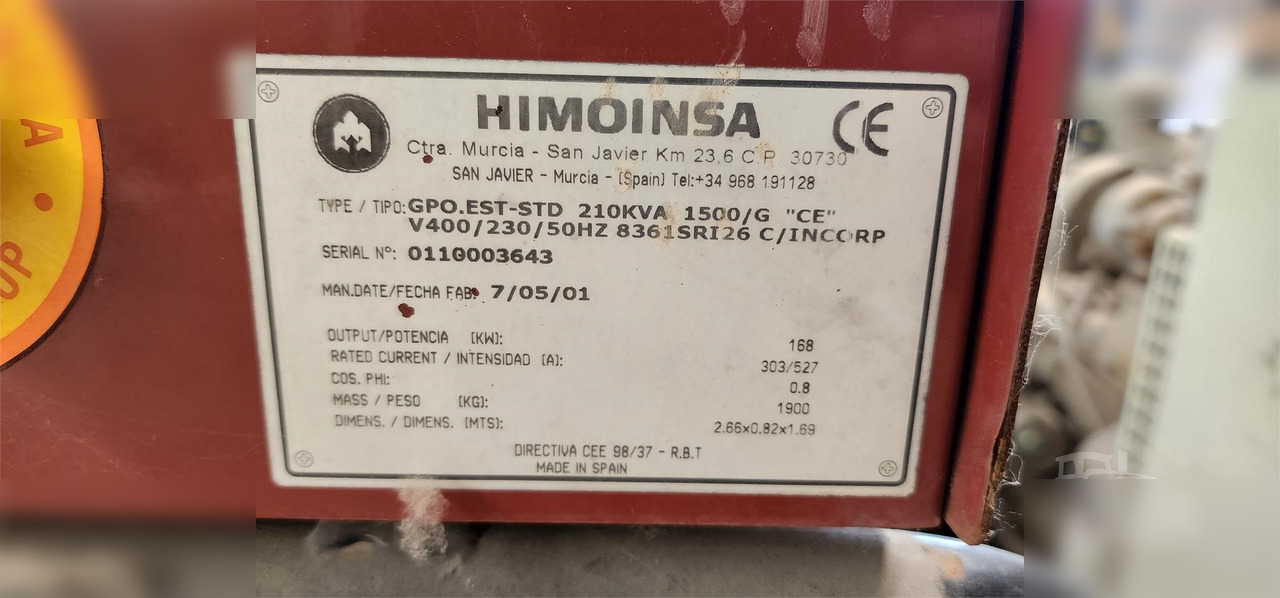 HIMOINSA CE
Ctra. Murcia - San Javier Km 23,6 C.P. 30730
SAN JAVIER - Murcia - (Spain) Tel:+34 968 191128
TYPE / TIPO: GPO.EST-STD 210KVA 1500/G "CE"
V400/230/50HZ 8361SRI26 C/INCORP
SERIAL Nº: 0110003643
MAN.DATE/FECHA FAB: 7/05/01
OUTPUT/POTENCIA (KW): 168
RATED CURRENT / INTENSIDAD (A): 303/527
COS. PHI: 0.8
MASS / PESO (KG): 1900
DIMENS. / DIMENS. (MTS): 2.66x0.82x1.69
DIRECTIVA CEE 98/37 - R.B.T
MADE IN SPAIN
A
UP